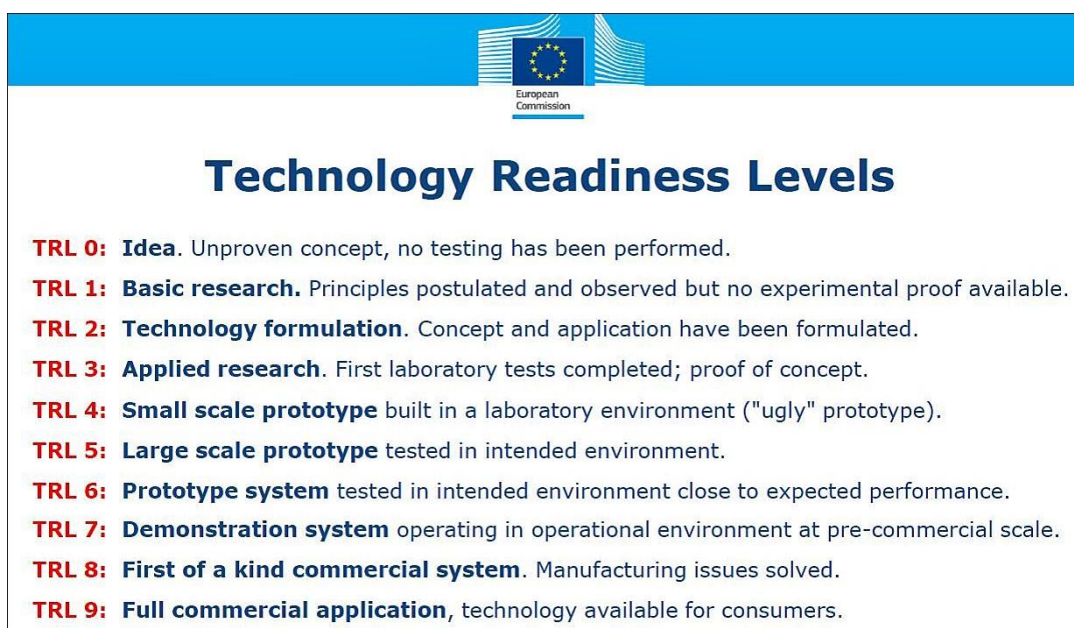 European
Commission
Technology Readiness Levels
TRL 0: Idea. Unproven concept, no testing has been performed.
TRL 1: Basic research. Principles postulated and observed but no experimental proof available.
TRL 2: Technology formulation. Concept and application have been formulated.
TRL 3: Applied research. First laboratory tests completed; proof of concept.
TRL 4: Small scale prototype built in a laboratory environment ("ugly" prototype).
TRL 5: Large scale prototype tested in intended environment.
TRL 6: Prototype system tested in intended environment close to expected performance.
TRL 7: Demonstration system operating in operational environment at pre-commercial scale.
TRL 8: First of a kind commercial system. Manufacturing issues solved.
TRL 9: Full commercial application, technology available for consumers.